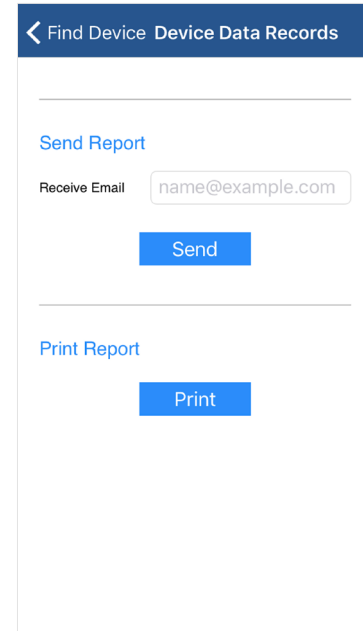 Find Device Device Data Records
Send Report
Receive Email name@example.com
Send
Print Report
Print